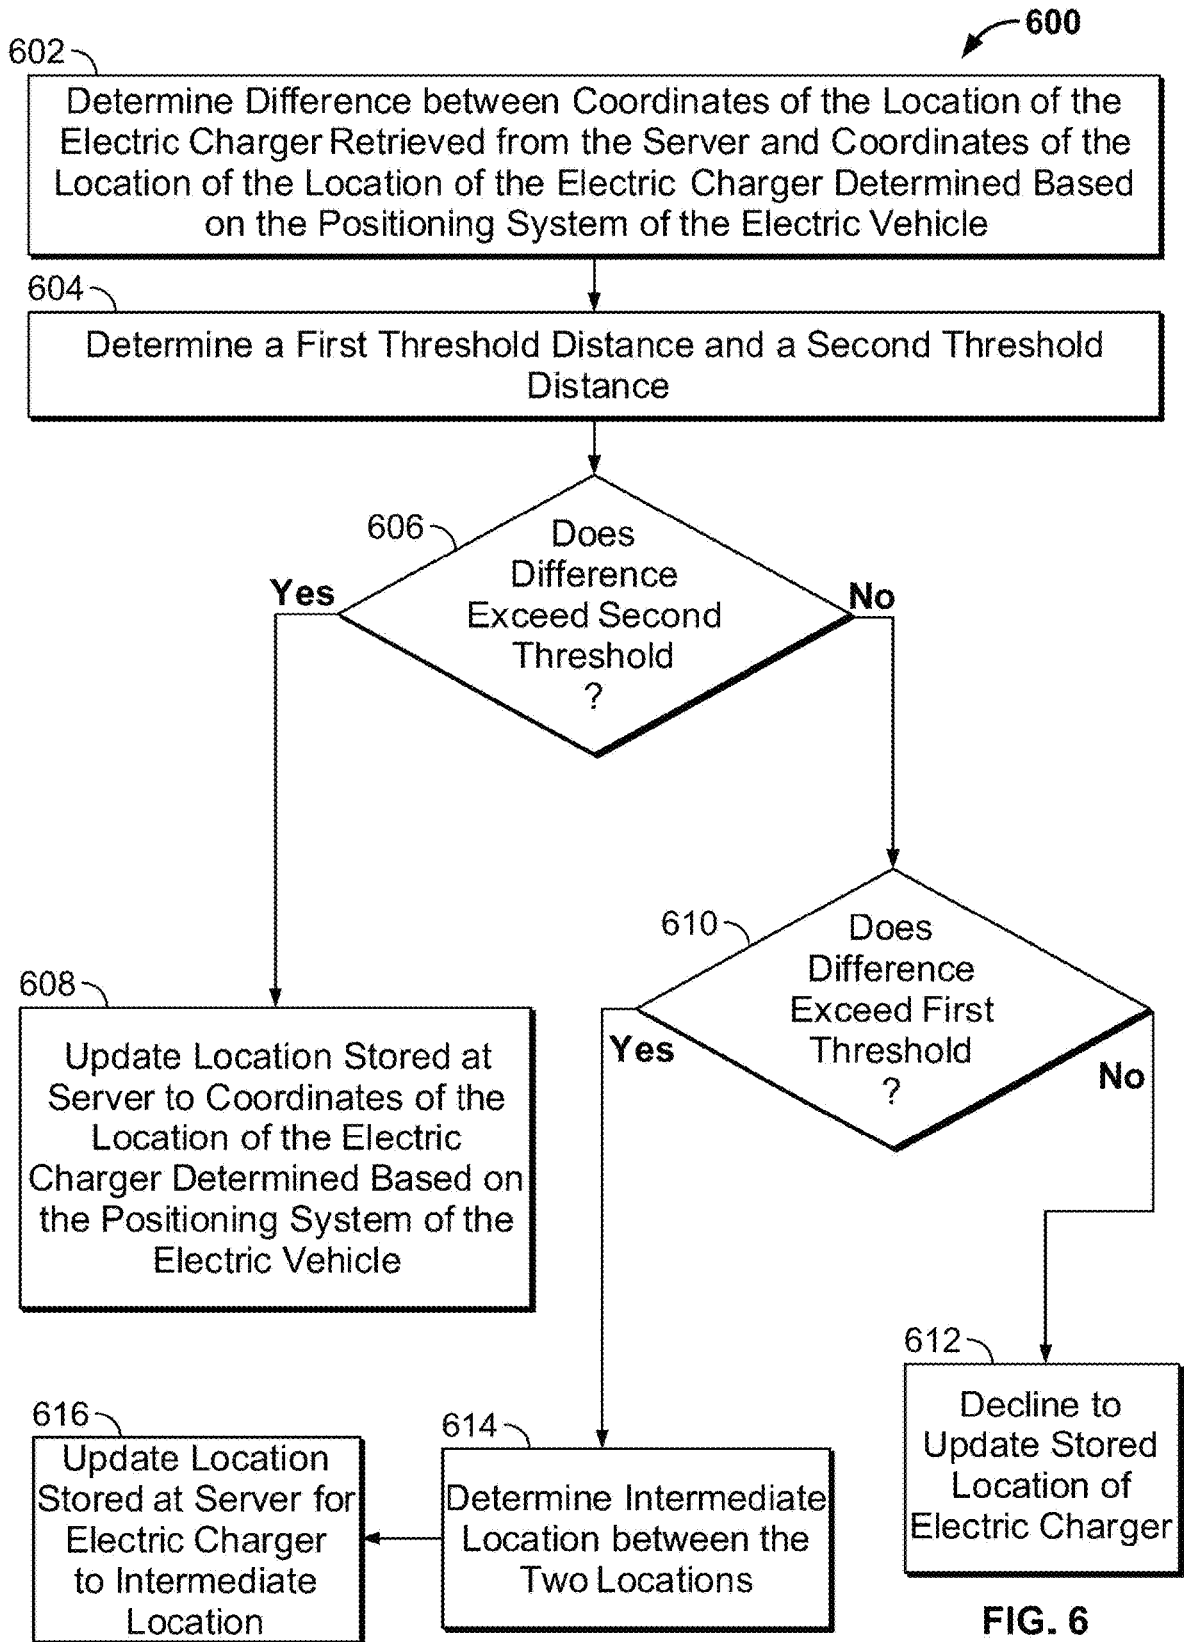 600
602
Determine Difference between Coordinates of the Location of the
Electric Charger Retrieved from the Server and Coordinates of the
Location of the Location of the Electric Charger Determined Based
on the Positioning System of the Electric Vehicle
604
Determine a First Threshold Distance and a Second Threshold
Distance
606
Does
Difference
Exceed Second
Threshold
?
Yes
No
610
Does
Difference
Exceed First
Threshold
?
Yes
No
608
Update Location Stored at
Server to Coordinates of the
Location of the Electric
Charger Determined Based on
the Positioning System of the
Electric Vehicle
612
Decline to
Update Stored
Location of
Electric Charger
614
Determine Intermediate
Location between the
Two Locations
616
Update Location
Stored at Server for
Electric Charger
to Intermediate
Location
FIG. 6